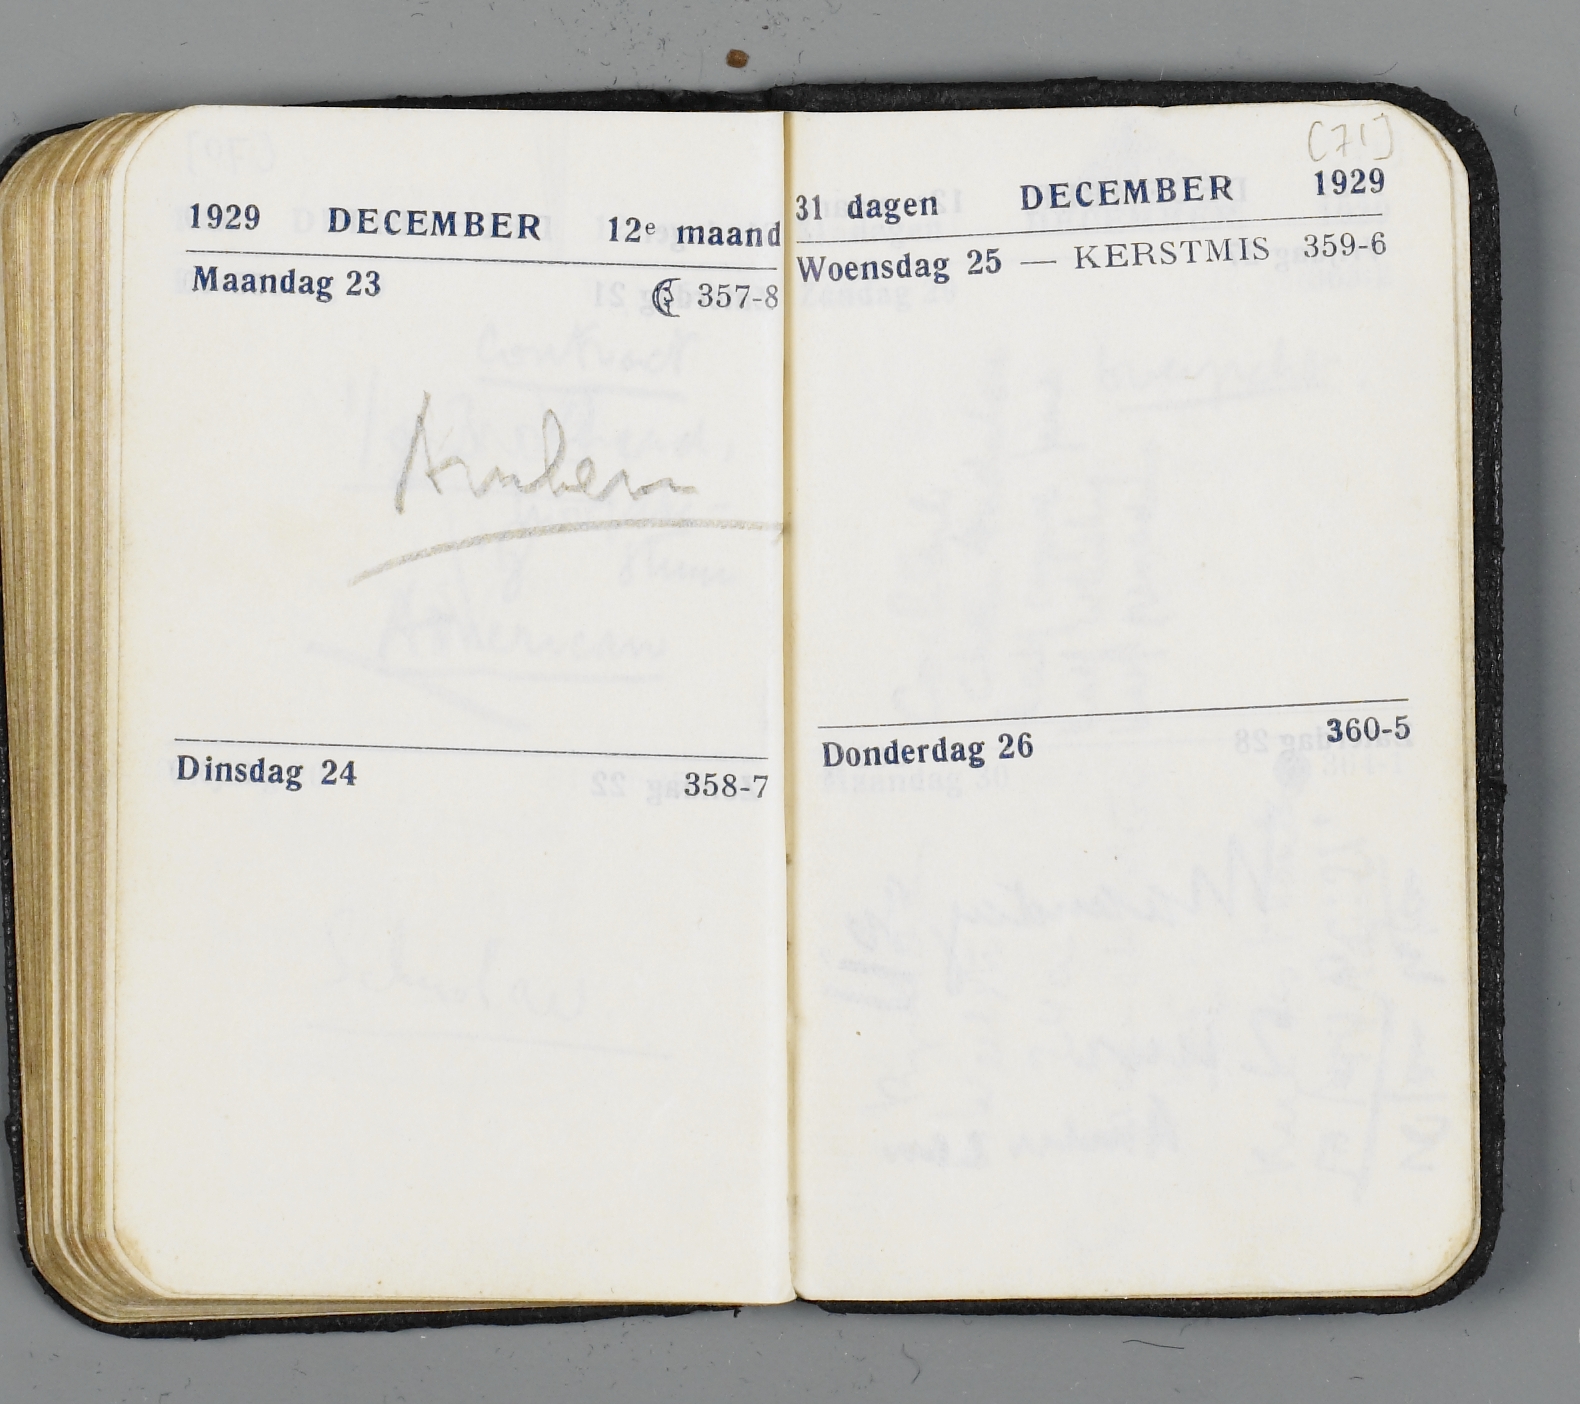 1929 DECEMBER 12e maand
Maandag 23 357-8
Arnhem
Dinsdag 24 358-7
[71]
31 dagen DECEMBER 1929
Woensdag 25 — KERSTMIS 359-6
Donderdag 26 360-5